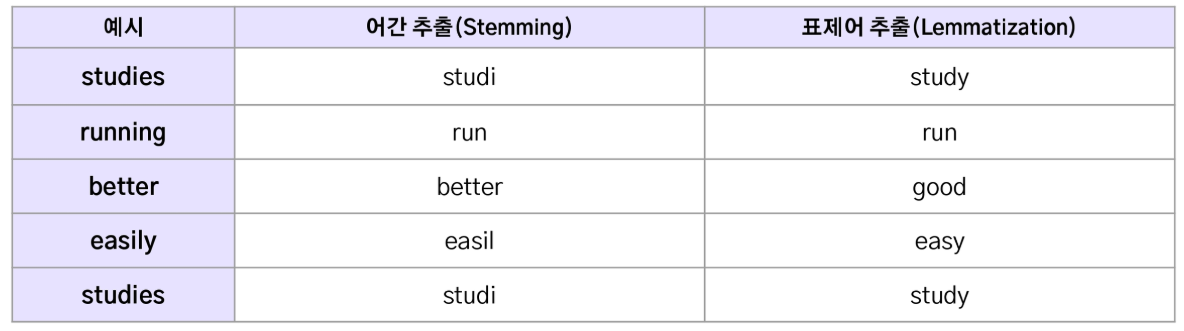 예시 어간 추출(Stemming) 표제어 추출(Lemmatization)
studies studi study
running run run
better better good
easily easil easy
studies studi study